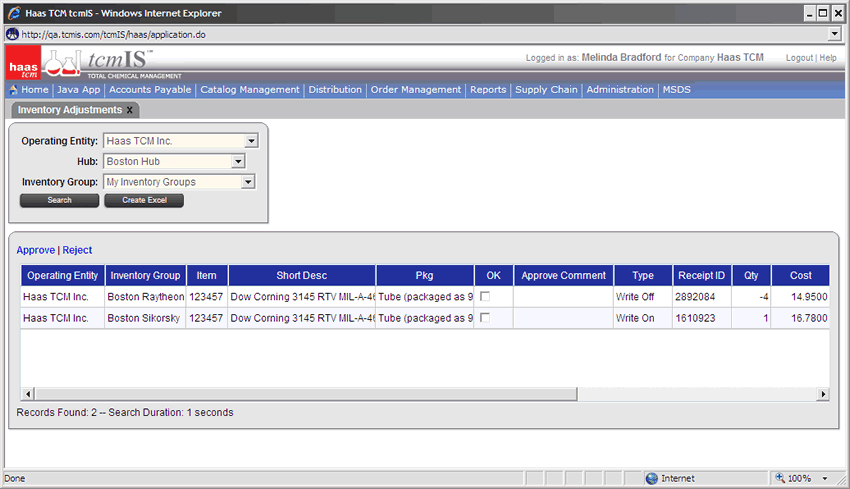 Haas TCM tcmIS - Windows Internet Explorer
http://qa.tcmis.com/tcmIS/haas/application.do
haas tcm tcmIS™ TOTAL CHEMICAL MANAGEMENT Logged in as: Melinda Bradford for Company Haas TCM Logout | Help
Home | Java App | Accounts Payable | Catalog Management | Distribution | Order Management | Reports | Supply Chain | Administration | MSDS
Inventory Adjustments X
Operating Entity: Haas TCM Inc.
Hub: Boston Hub
Inventory Group: My Inventory Groups
Search Create Excel
Approve | Reject
Operating Entity Inventory Group Item Short Desc Pkg OK Approve Comment Type Receipt ID Qty Cost
Haas TCM Inc. Boston Raytheon 123457 Dow Corning 3145 RTV MIL-A-46 Tube (packaged as 9 Write Off 2892084 -4 14.9500
Haas TCM Inc. Boston Sikorsky 123457 Dow Corning 3145 RTV MIL-A-46 Tube (packaged as 9 Write On 1610923 1 16.7800
Records Found: 2 -- Search Duration: 1 seconds
Done Internet 100%